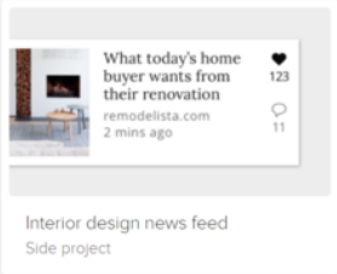 What today's home
buyer wants from
their renovation
remodelista.com
2 mins ago
123
11
Interior design news feed
Side project